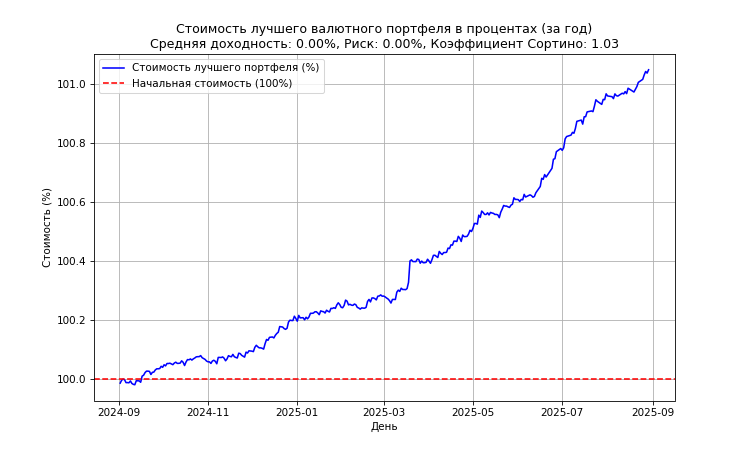 Стоимость лучшего валютного портфеля в процентах (за год)
Средняя доходность: 0.00%, Риск: 0.00%, Коэффициент Сортино: 1.03
Стоимость лучшего портфеля (%)
Начальная стоимость (100%)
Стоимость (%)
101.0
100.8
100.6
100.4
100.2
100.0
2024-09
2024-11
2025-01
2025-03
2025-05
2025-07
2025-09
День